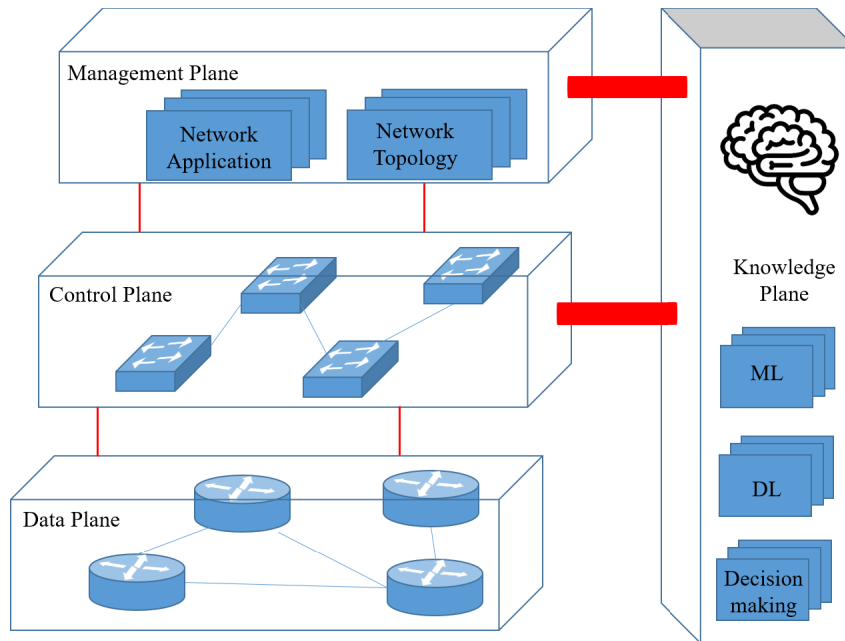 Management Plane
Network
Application
Network
Topology
Control Plane
Data Plane
Knowledge
Plane
ML
DL
Decision
making